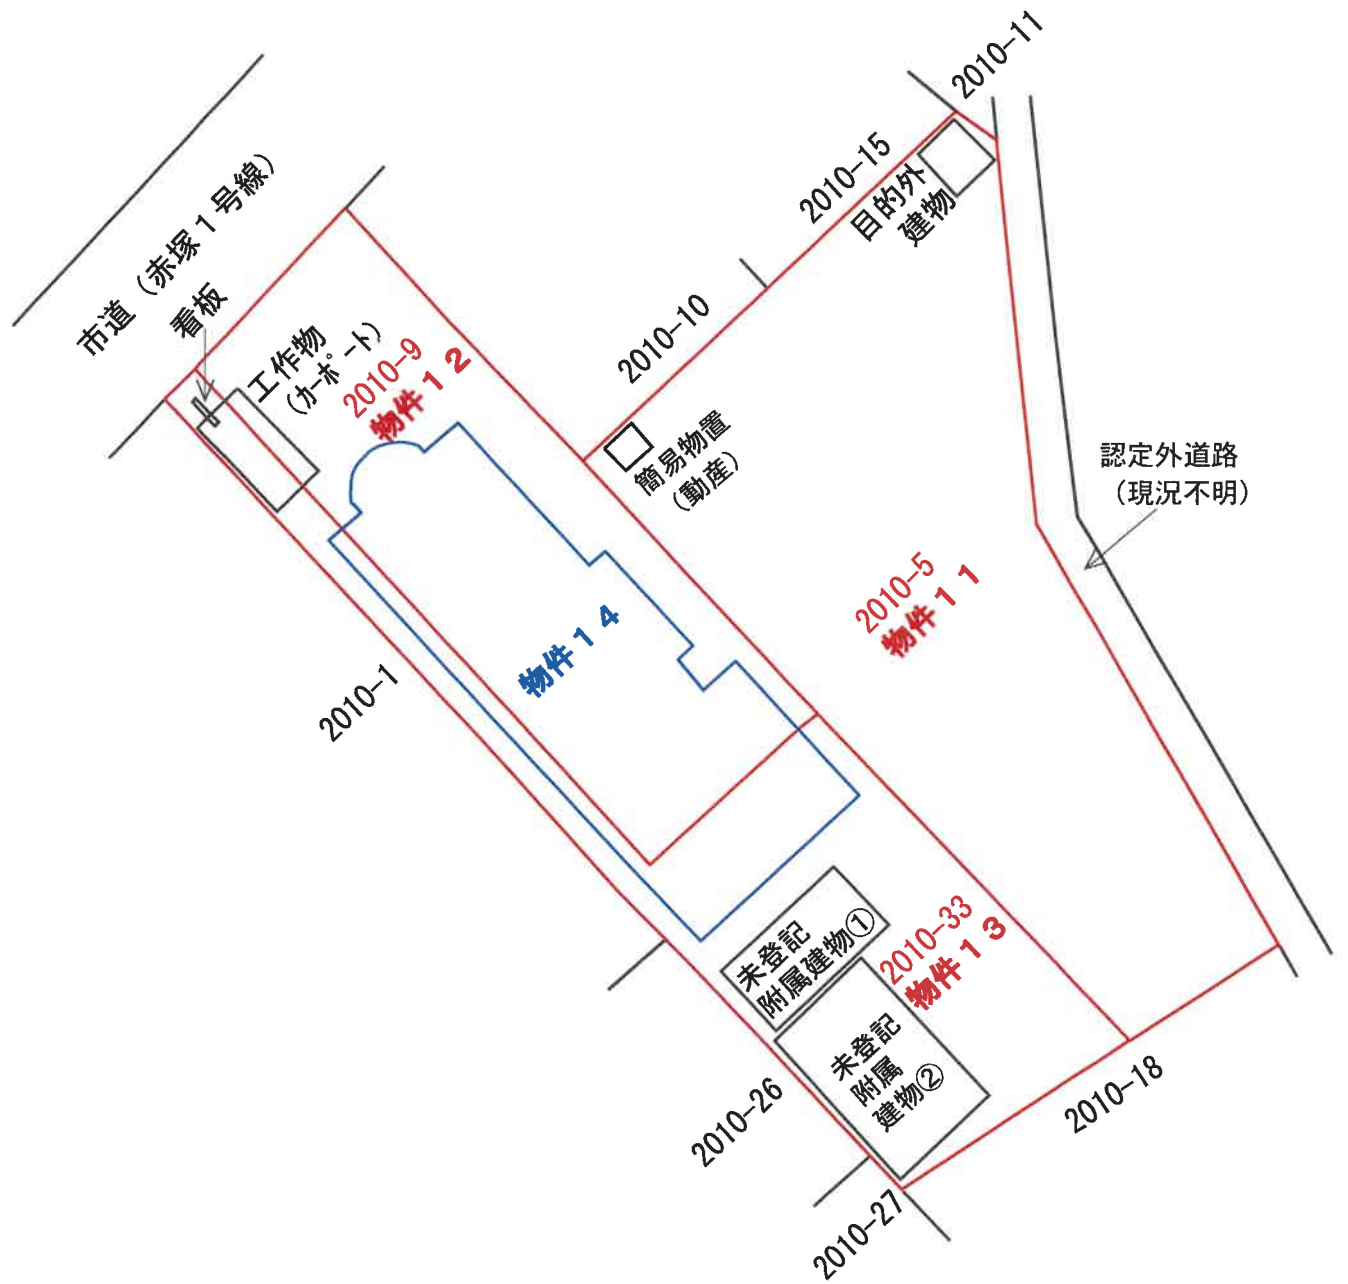 2010-11
2010-15
目的外
建物
市道（赤塚１号線）
看板
工作物
（カーポート）
2010-9
物件１２
2010-10
簡易物置
（動産）
認定外道路
（現況不明）
2010-5
物件１１
物件１４
2010-1
2010-33
物件１３
未登記
附属建物①
未登記
附属
建物②
2010-26
2010-18
2010-27